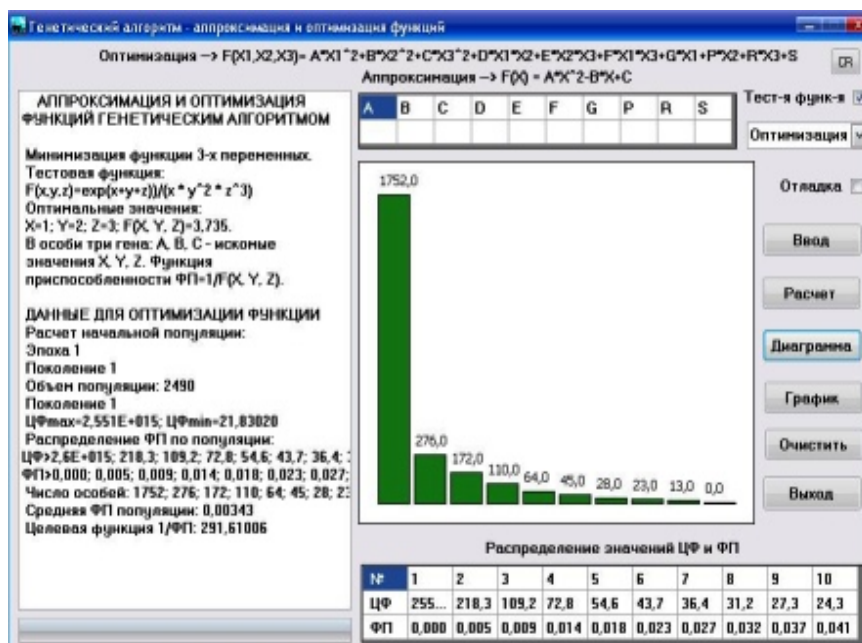 Генетический алгоритм - аппроксимация и оптимизация функций
Оптимизация –> F(X1,X2,X3)= A*X1^2+B*X2^2+C*X3^2+D*X1*X2+E*X2*X3+F*X1*X3+G*X1+P*X2+R*X3+S
Аппроксимация –> F(X) = A*X^2-B*X+C
АППРОКСИМАЦИЯ И ОПТИМИЗАЦИЯ
ФУНКЦИЙ ГЕНЕТИЧЕСКИМ АЛГОРИТМОМ
Минимизация функции 3-х переменных.
Тестовая функция:
F(x,y,z)=exp(x+y+z))/(x * y^2 * z^3)
Оптимальные значения:
X=1; Y=2; Z=3; F(X, Y, Z)=3,735.
В особи три гена: A, B, C - искомые
значения X, Y, Z. Функция
приспособленности ФП=1/F(X, Y, Z).
ДАННЫЕ ДЛЯ ОПТИМИЗАЦИИ ФУНКЦИИ
Расчет начальной популяции:
Эпоха 1
Поколение 1
Объем популяции: 2490
Поколение 1
ЦФmax=2,551E+015; ЦФmin=21,83020
Распределение ФП по популяции:
ЦФ>2,6E+015; 218,3; 109,2; 72,8; 54,6; 43,7; 36,4;
ФП>0,000; 0,005; 0,009; 0,014; 0,018; 0,023; 0,027;
Число особей: 1752; 276; 172; 110; 64; 45; 28; 23
Средняя ФП популяции: 0,00343
Целевая функция 1/ФП: 291,61006
A B C D E F G P R S
Тест-я функ-я
Оптимизация
Отладка
Ввод
Расчет
Диаграмма
График
Очистить
Выход
1752,0
276,0
172,0
110,0
64,0
45,0
28,0
23,0
13,0
0,0
Распределение значений ЦФ и ФП
№ 1 2 3 4 5 6 7 8 9 10
ЦФ 255... 218,3 109,2 72,8 54,6 43,7 36,4 31,2 27,3 24,3
ФП 0,000 0,005 0,009 0,014 0,018 0,023 0,027 0,032 0,037 0,041